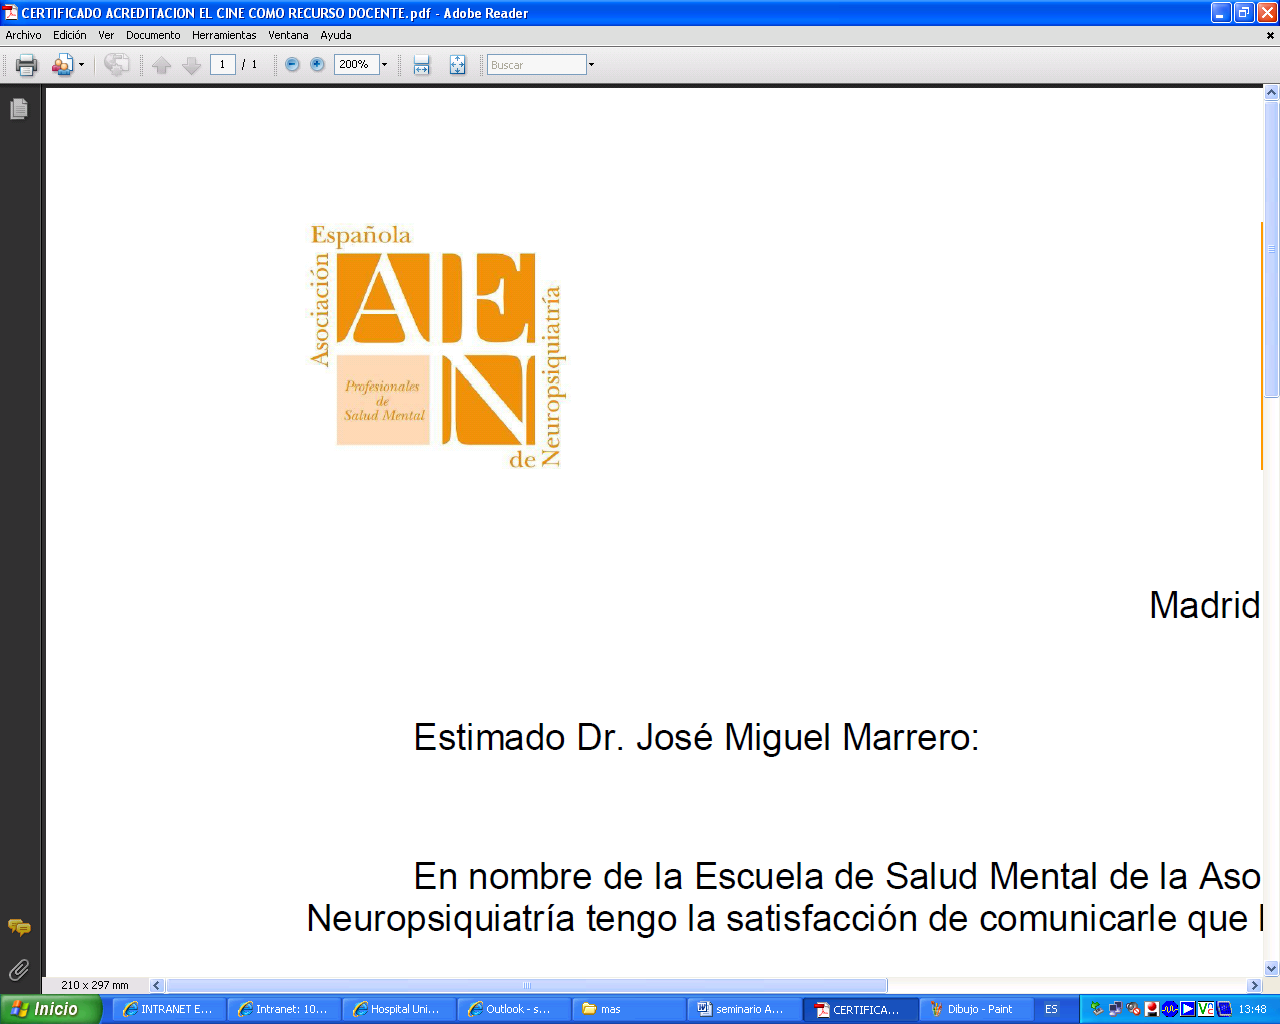 CERTIFICADO ACREDITACION EL CINE COMO RECURSO DOCENTE.pdf - Adobe Reader
Archivo Edición Ver Documento Herramientas Ventana Ayuda
1 / 1 200% Buscar
Española
Asociación
AE
N
Profesionales
de
Salud Mental
de
Neuropsiquiatría
Madrid
Estimado Dr. José Miguel Marrero:
En nombre de la Escuela de Salud Mental de la Aso
Neuropsiquiatría tengo la satisfacción de comunicarle que
210 x 297 mm
Inicio INTRANET E... Intranet: 10... Hospital Uni... Outlook - s... mas seminario A... CERTIFICA... Dibujo - Paint ES 13:48